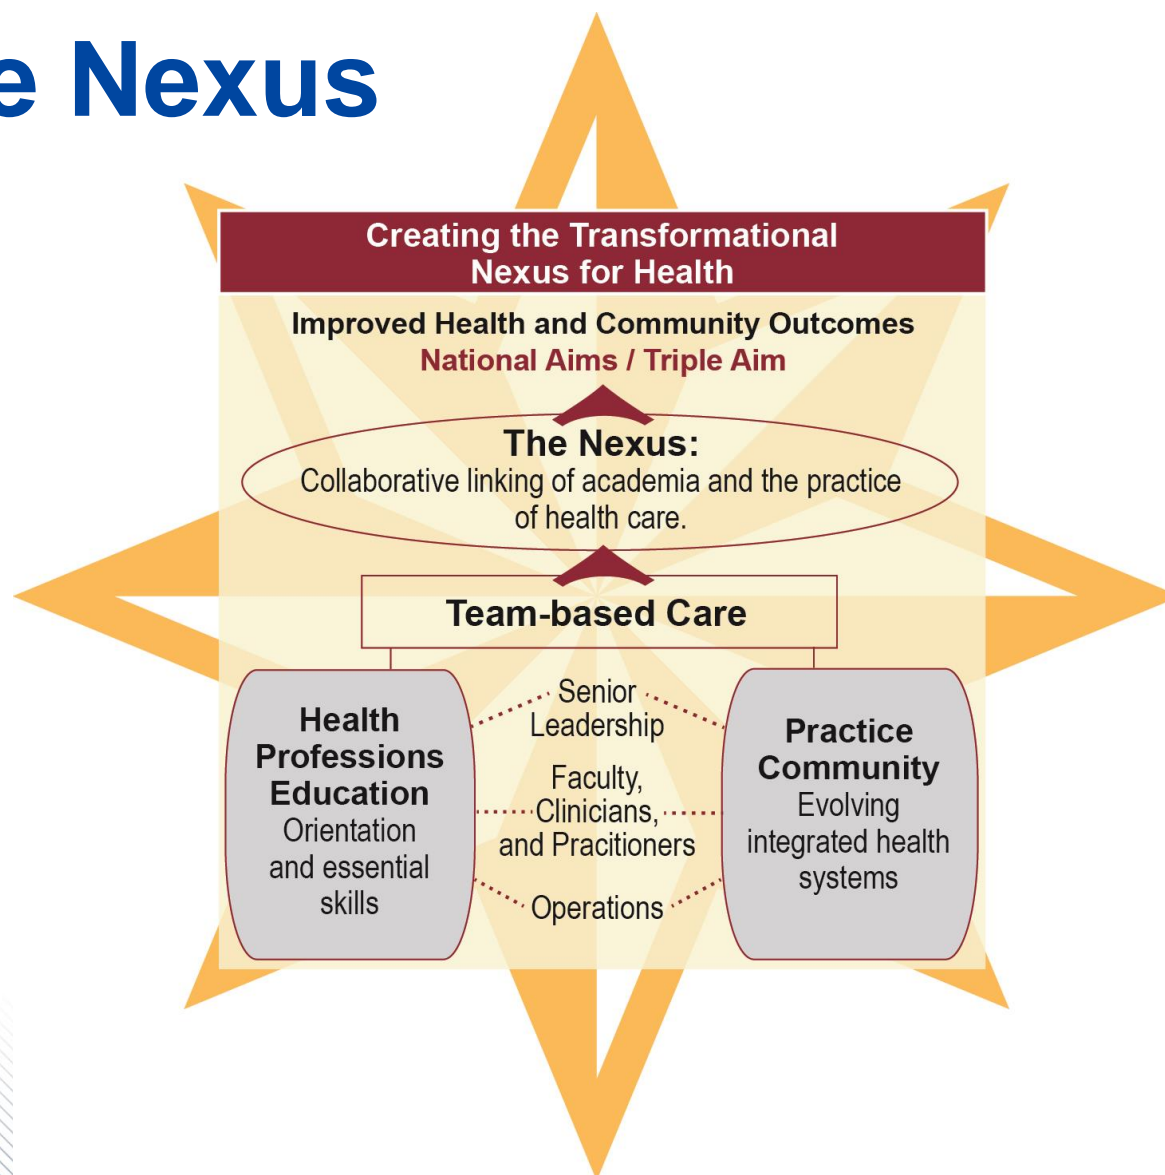 e Nexus
Creating the Transformational
Nexus for Health
Improved Health and Community Outcomes
National Aims / Triple Aim
The Nexus:
Collaborative linking of academia and the practice
of health care.
Team-based Care
Health
Professions
Education
Orientation
and essential
skills
Senior
Leadership
Faculty,
Clinicians,
and Pracitioners
Operations
Practice
Community
Evolving
integrated health
systems